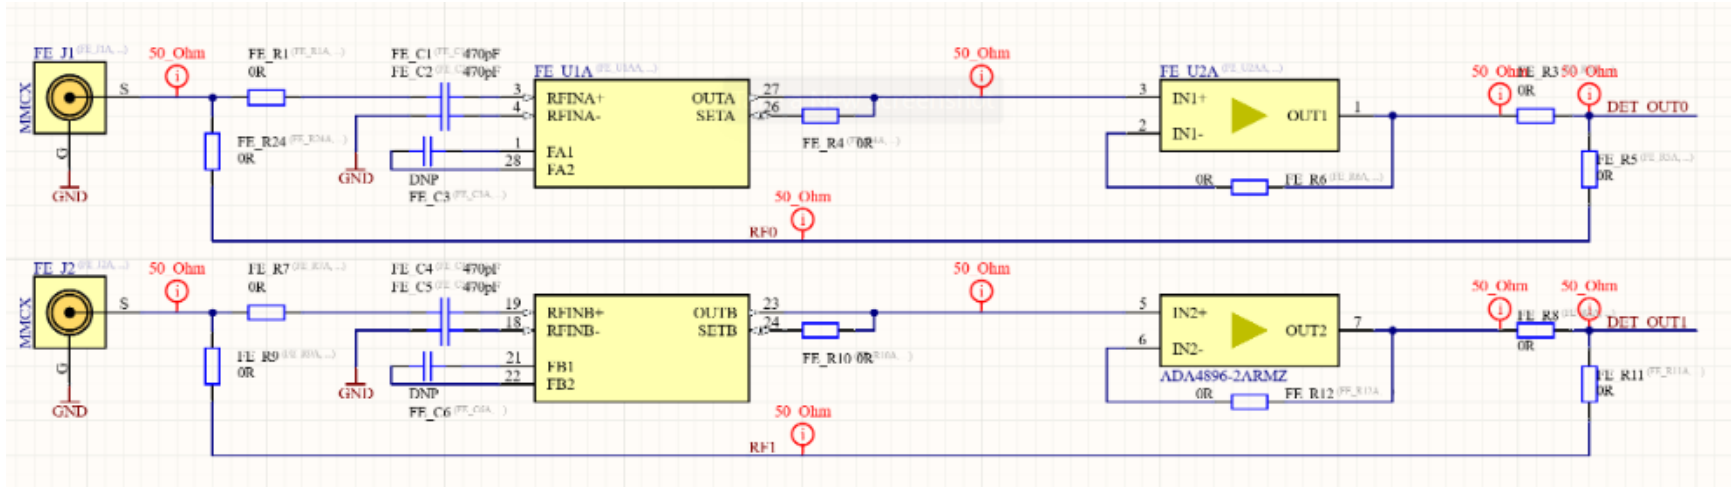 FE_J1
50_Ohm
FE_R1
0R
FE_C1 470pF
FE_C2 470pF
FE_U1A
50_Ohm
FE_U2A
50_Ohm
FE_R3
50_Ohm
0R
MMCX
S
3 RFINA+ OUTA 27
4 RFINA- SETA 26
3 IN1+
OUT1 1
DET_OUT0
G
FE_R24
0R
1 FA1
28 FA2
FE_R4 0R
2 IN1-
FE_R5
0R
GND
GND
DNP
FE_C3
0R FE_R6
50_Ohm
RF0
FE_J2
50_Ohm
FE_R7
0R
FE_C4 470pF
FE_C5 470pF
50_Ohm
50_Ohm
50_Ohm
MMCX
S
19 RFINB+ OUTB 23
18 RFINB- SETB 24
5 IN2+
OUT2 7
FE_R8
0R
DET_OUT1
G
FE_R9
0R
21 FB1
22 FB2
FE_R10 0R
6 IN2-
ADA4896-2ARMZ
FE_R11
0R
GND
GND
DNP
FE_C6
0R FE_R12
50_Ohm
RF1